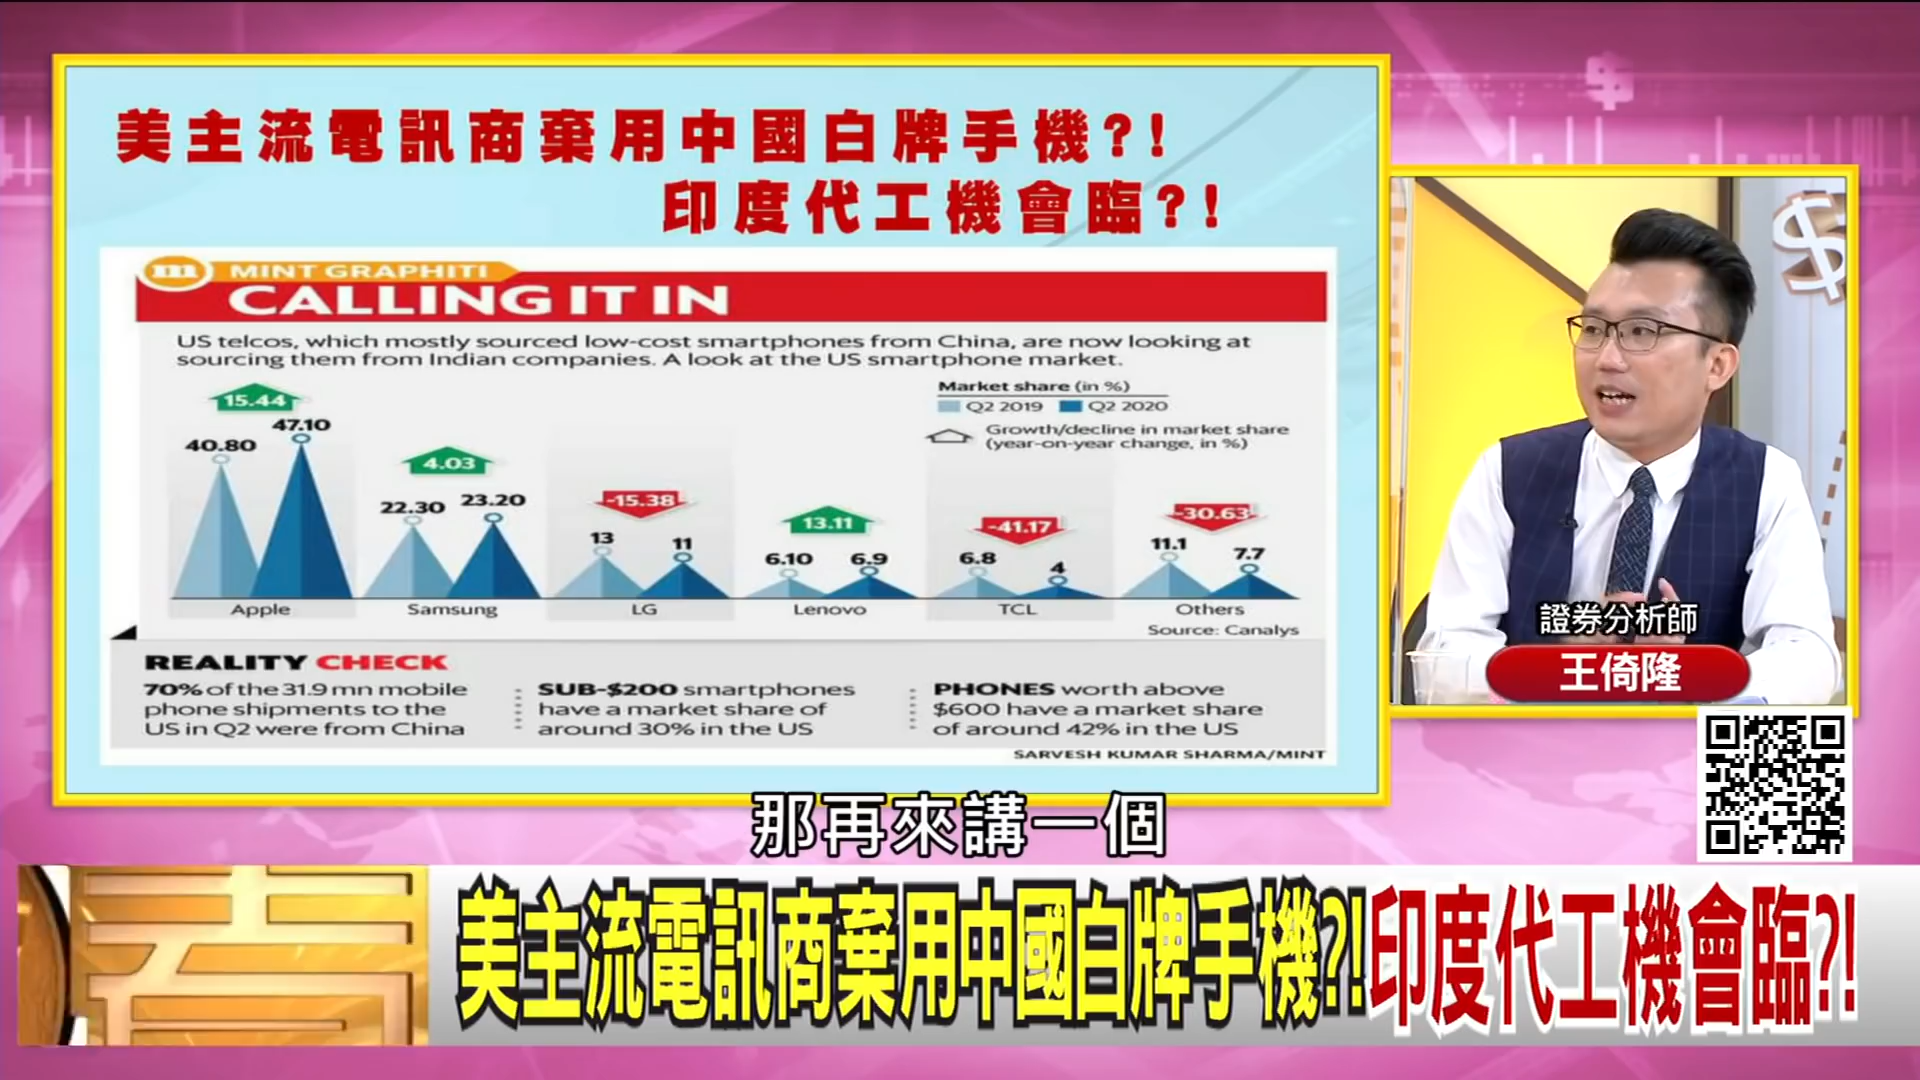 美主流電訊商棄用中國白牌手機?!
印度代工機會臨?!
m MINT GRAPHITI
CALLING IT IN
US telcos, which mostly sourced low-cost smartphones from China, are now looking at
sourcing them from Indian companies. A look at the US smartphone market.
Market share (in %)
Q2 2019 Q2 2020
Growth/decline in market share
(year-on-year change, in %)
15.44
40.80 47.10
Apple
4.03
22.30 23.20
Samsung
-15.38
13 11
LG
13.11
6.10 6.9
Lenovo
-41.17
6.8 4
TCL
-30.63
11.1 7.7
Others
Source: Canalys
REALITY CHECK
70% of the 31.9 mn mobile
phone shipments to the
US in Q2 were from China
SUB-$200 smartphones
have a market share of
around 30% in the US
PHONES worth above
$600 have a market share
of around 42% in the US
SARVESH KUMAR SHARMA/MINT
證券分析師
王倚隆
那再來講一個
美主流電訊商棄用中國白牌手機?!印度代工機會臨?!